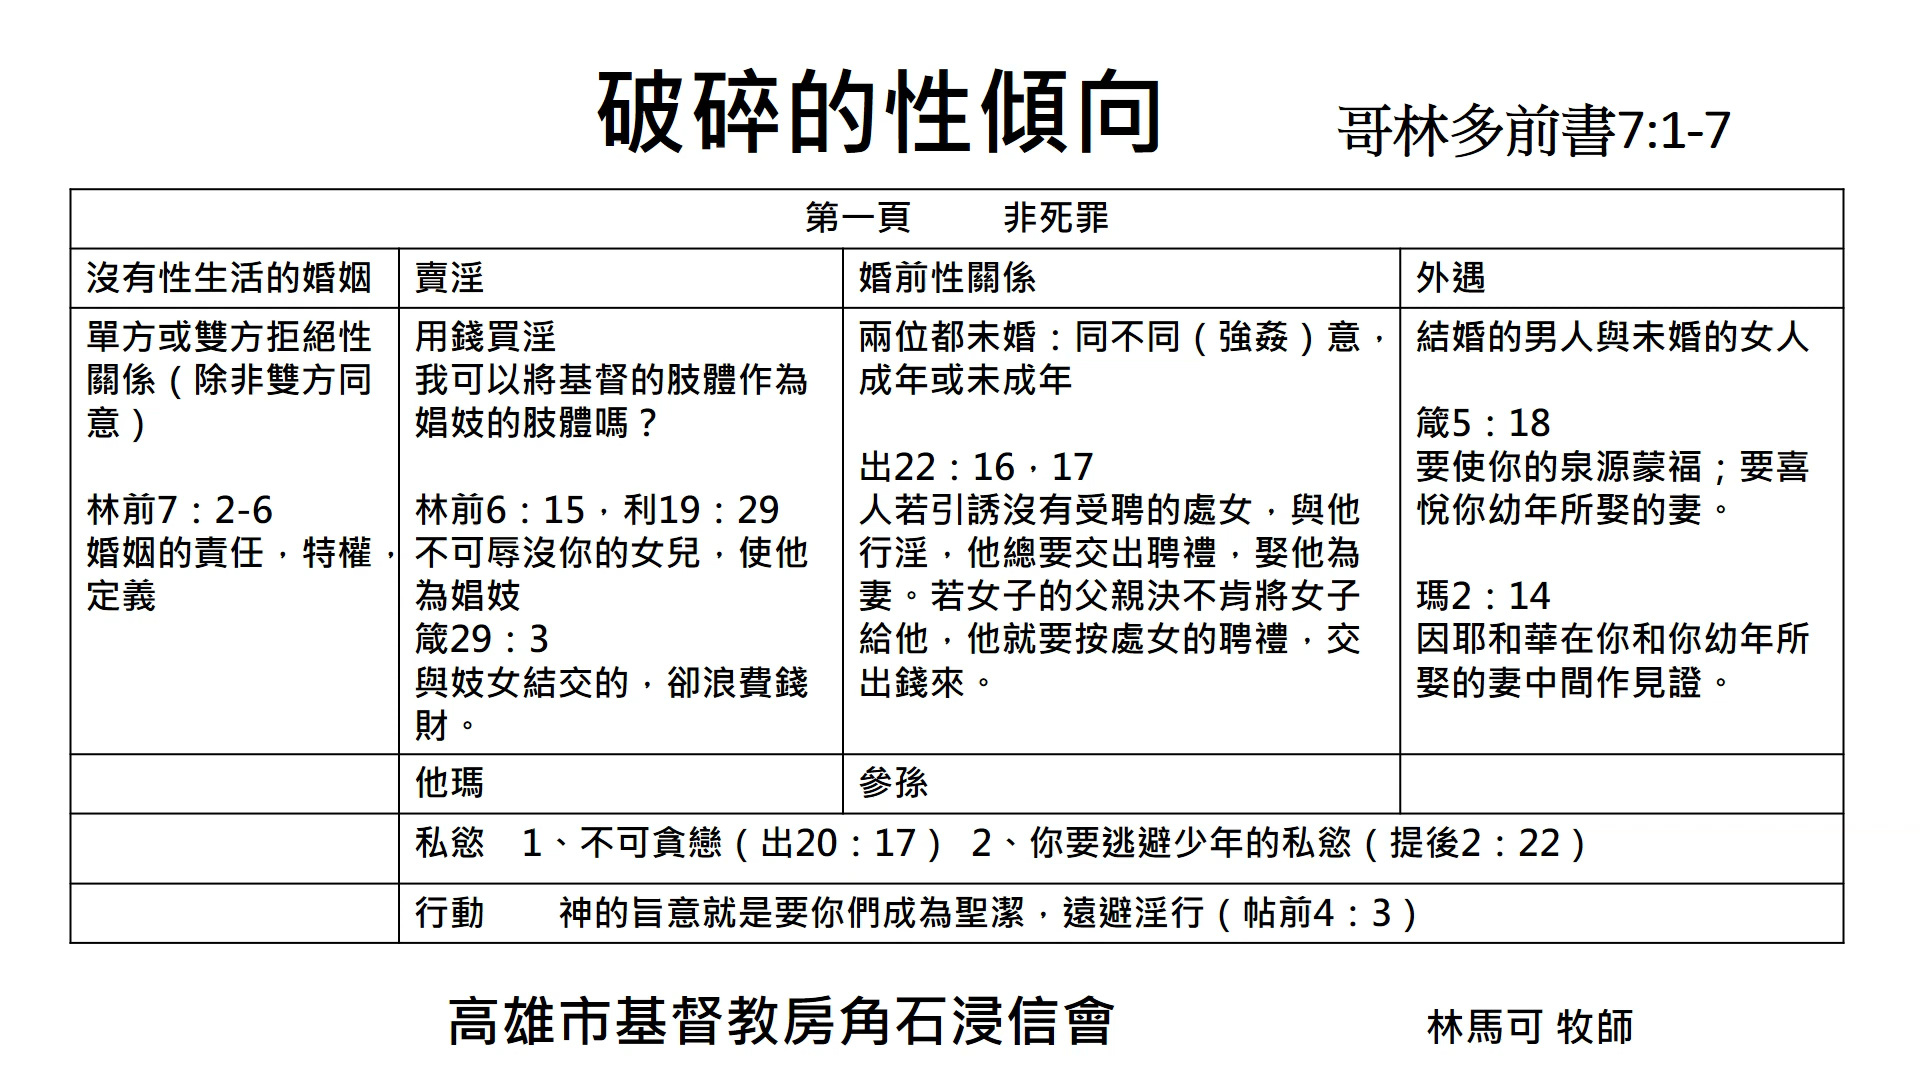 破碎的性傾向
哥林多前書7:1-7
第一頁 非死罪
沒有性生活的婚姻
賣淫
婚前性關係
外遇
單方或雙方拒絕性
關係（除非雙方同
意）
林前7：2-6
婚姻的責任，特權，
定義
用錢買淫
我可以將基督的肢體作為
娼妓的肢體嗎？
林前6：15，利19：29
不可辱沒你的女兒，使他
為娼妓
箴29：3
與妓女結交的，卻浪費錢
財。
兩位都未婚：同不同（強姦）意，
成年或未成年
出22：16，17
人若引誘沒有受聘的處女，與他
行淫，他總要交出聘禮，娶他為
妻。若女子的父親決不肯將女子
給他，他就要按處女的聘禮，交
出錢來。
結婚的男人與未婚的女人
箴5：18
要使你的泉源蒙福；要喜
悅你幼年所娶的妻。
瑪2：14
因耶和華在你和你幼年所
娶的妻中間作見證。
他瑪
參孫
私慾 1、不可貪戀（出20：17） 2、你要逃避少年的私慾（提後2：22）
行動 神的旨意就是要你們成為聖潔，遠避淫行（帖前4：3）
高雄市基督教房角石浸信會
林馬可 牧師